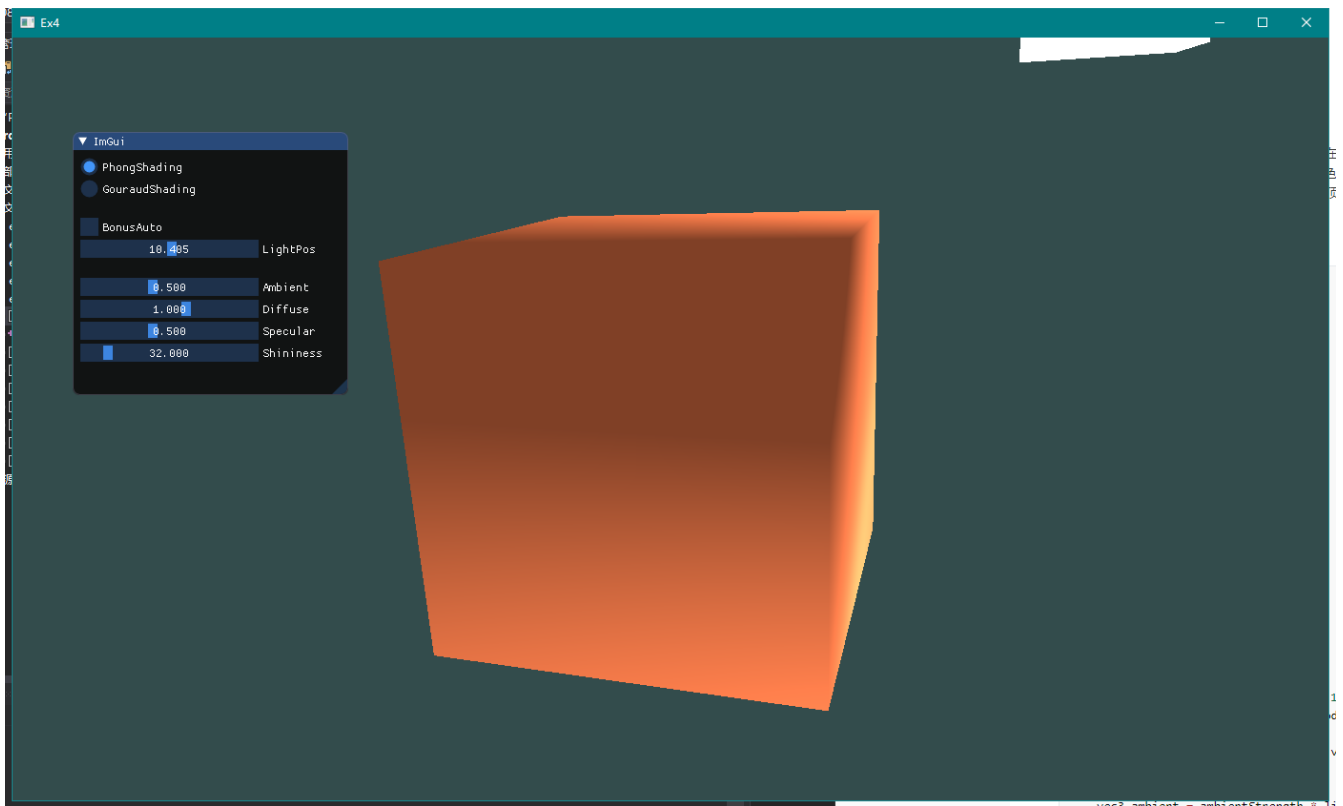 Ex4
ImGui
PhongShading
GouraudShading
BonusAuto
10.405 LightPos
0.500 Ambient
1.000 Diffuse
0.500 Specular
32.000 Shininess